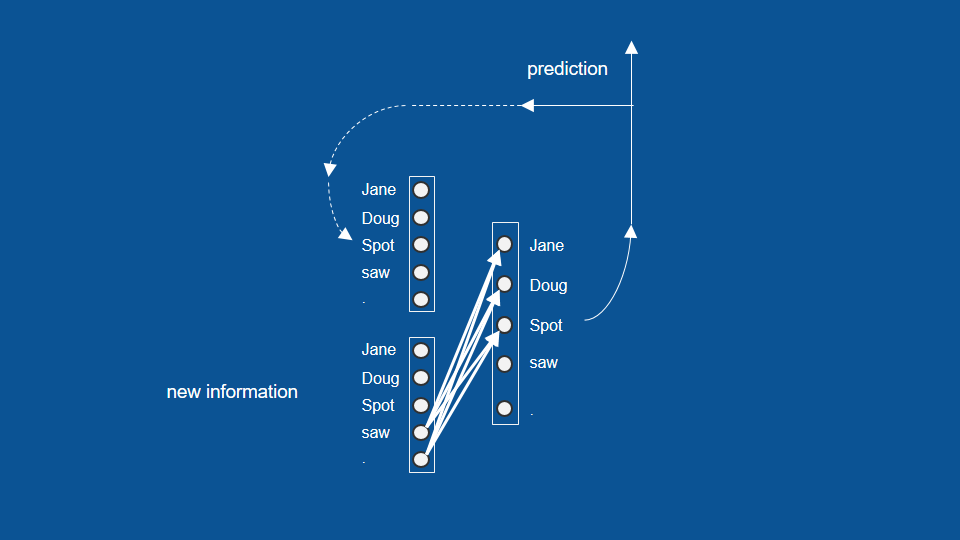 prediction
Jane
Doug
Spot
saw
.
Jane
Doug
Spot
saw
.
new information
Jane
Doug
Spot
saw
.